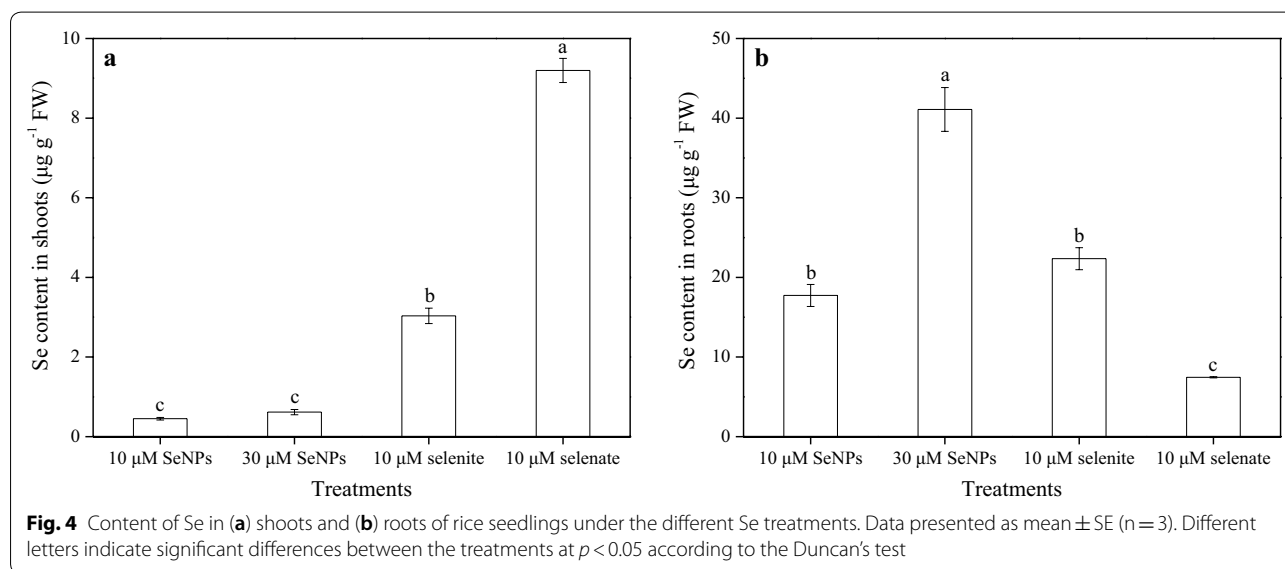 a
10
8
6
4
2
0
Se content in shoots (µg g⁻¹ FW)
c
c
b
a
10 µM SeNPs 30 µM SeNPs 10 µM selenite 10 µM selenate
Treatments
b
50
40
30
20
10
0
Se content in roots (µg g⁻¹ FW)
b
a
b
c
10 µM SeNPs 30 µM SeNPs 10 µM selenite 10 µM selenate
Treatments
Fig. 4 Content of Se in (a) shoots and (b) roots of rice seedlings under the different Se treatments. Data presented as mean ± SE (n = 3). Different
letters indicate significant differences between the treatments at p < 0.05 according to the Duncan's test